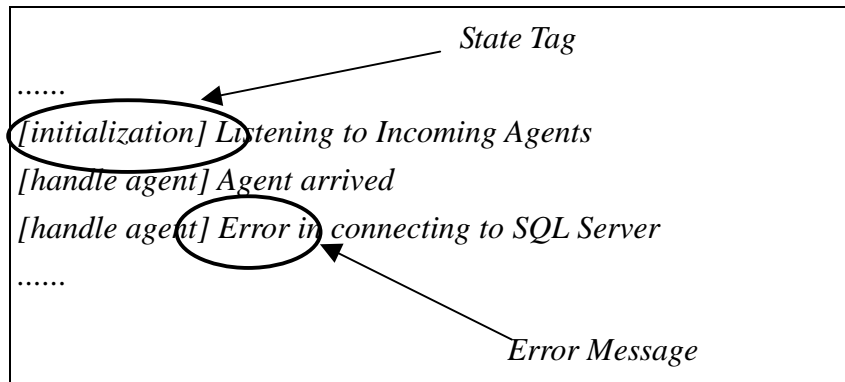 State Tag
......
[initialization] Listening to Incoming Agents
[handle agent] Agent arrived
[handle agent] Error in connecting to SQL Server
......
Error Message